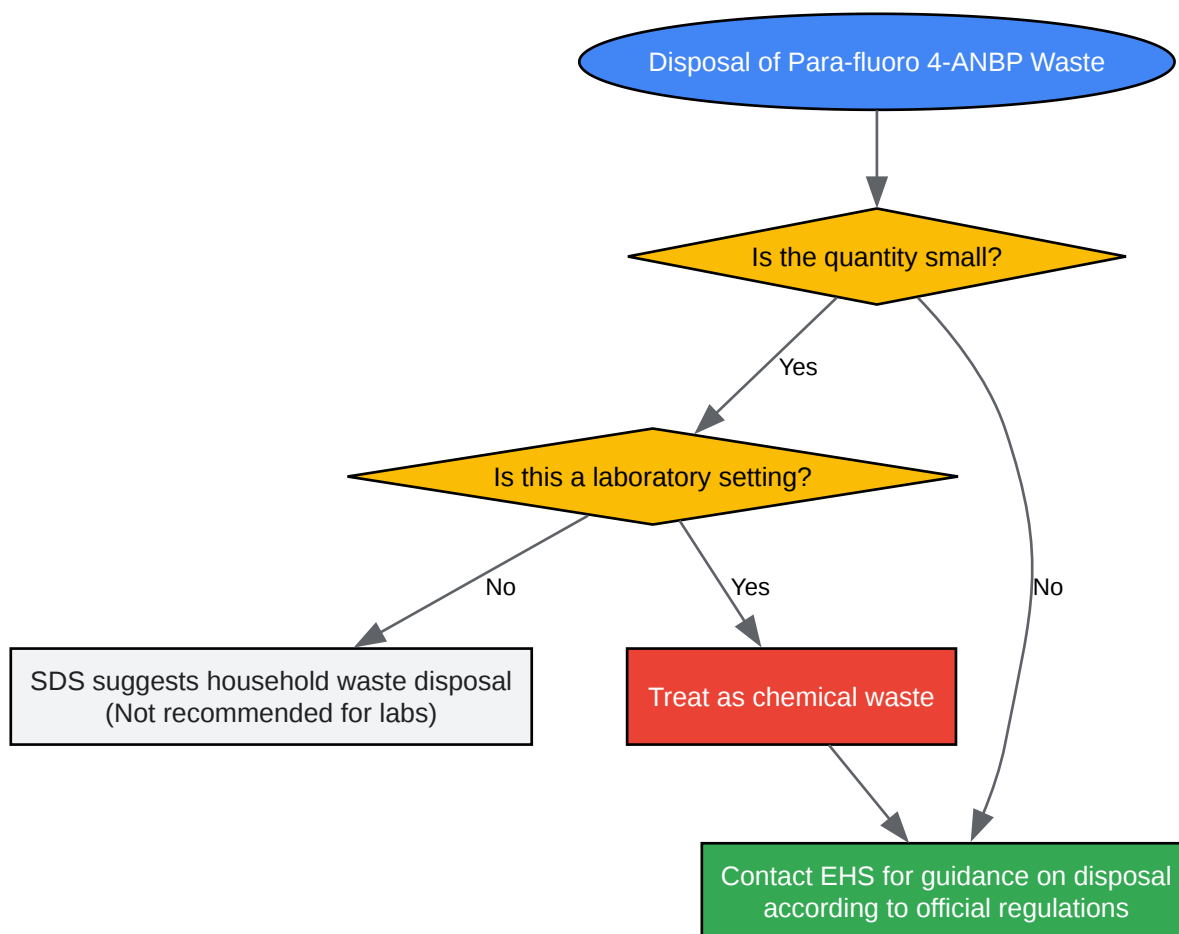 Disposal of Para-fluoro 4-ANBP Waste
Is the quantity small?
Yes
Is this a laboratory setting?
No
Yes
No
SDS suggests household waste disposal
(Not recommended for labs)
Treat as chemical waste
Contact EHS for guidance on disposal
according to official regulations